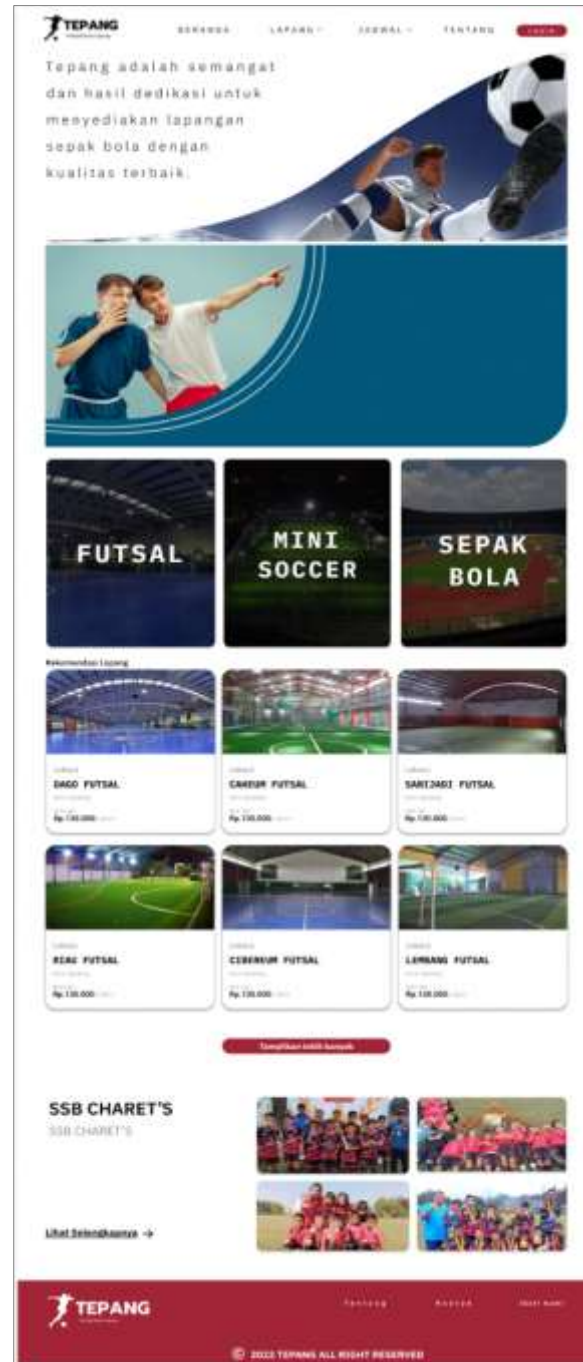 TEPANG
BERANDA LAPANG JADWAL TENTANG LOGIN
Tepang adalah semangat
dan hasil dedikasi untuk
menyediakan lapangan
sepak bola dengan
kualitas terbaik.
FUTSAL
MINI
SOCCER
SEPAK
BOLA
Rekomendasi Lapang
DAGO FUTSAL
Rp.130.000
CAHEUM FUTSAL
Rp.130.000
SARIJADI FUTSAL
Rp.130.000
RIAU FUTSAL
Rp.130.000
CIBEREUM FUTSAL
Rp.130.000
LEMBANG FUTSAL
Rp.130.000
Tampilkan lebih banyak
SSB CHARET'S
SSB CHARET'S
Lihat Selengkapnya →
TEPANG
Tentang Kontak
© 2023 TEPANG ALL RIGHT RESERVED